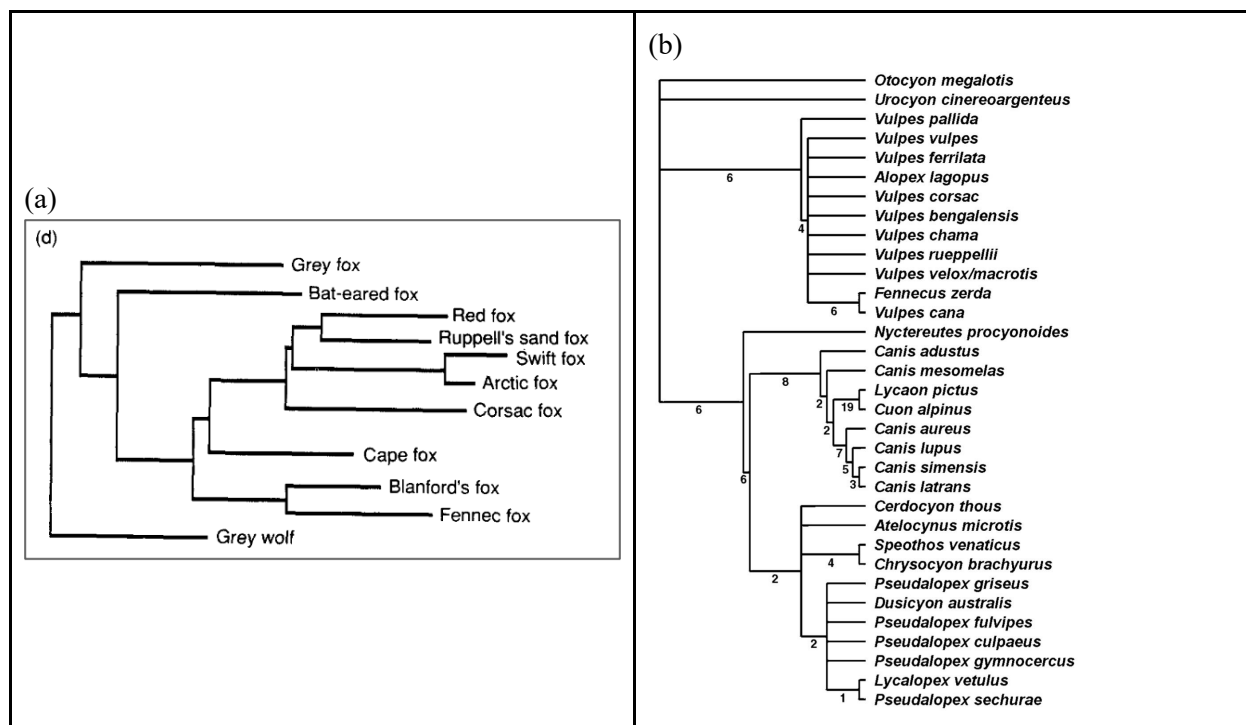 (a)
(d)
Grey fox
Bat-eared fox
Red fox
Ruppell's sand fox
Swift fox
Arctic fox
Corsac fox
Cape fox
Blanford's fox
Fennec fox
Grey wolf
(b)
Otocyon megalotis
Urocyon cinereoargenteus
Vulpes pallida
Vulpes vulpes
Vulpes ferrilata
6
Alopex lagopus
Vulpes corsac
Vulpes bengalensis
4
Vulpes chama
Vulpes rueppellii
Vulpes velox/macrotis
Fennecus zerda
6
Vulpes cana
Nyctereutes procyonoides
Canis adustus
8
Canis mesomelas
Lycaon pictus
2
19
Cuon alpinus
6
2
Canis aureus
7
Canis lupus
5
Canis simensis
6
3
Canis latrans
Cerdocyon thous
Atelocynus microtis
Speothos venaticus
4
Chrysocyon brachyurus
2
Pseudalopex griseus
Dusicyon australis
Pseudalopex fulvipes
2
Pseudalopex culpaeus
Pseudalopex gymnocercus
Lycalopex vetulus
1
Pseudalopex sechurae